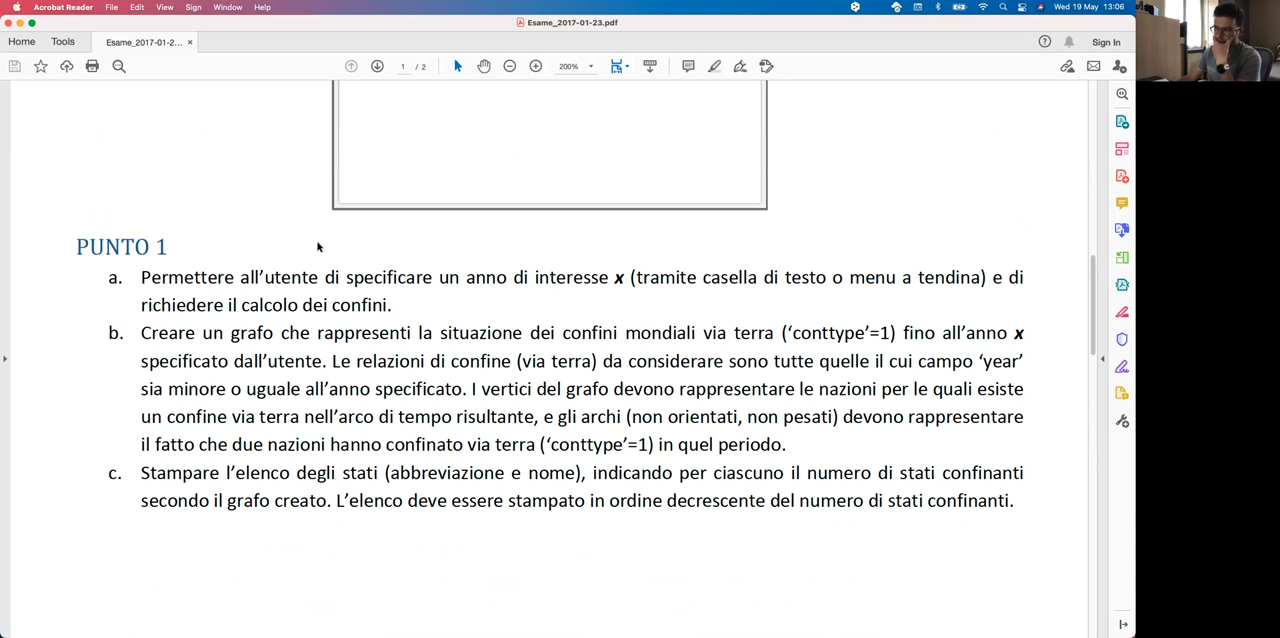 Acrobat Reader File Edit View Sign Window Help Wed 19 May 13:06
Esame_2017-01-23.pdf
Home Tools Esame_2017-01-2... × Sign In
1 / 2 200%
PUNTO 1
a. Permettere all’utente di specificare un anno di interesse x (tramite casella di testo o menu a tendina) e di
richiedere il calcolo dei confini.
b. Creare un grafo che rappresenti la situazione dei confini mondiali via terra (‘conttype’=1) fino all’anno x
specificato dall’utente. Le relazioni di confine (via terra) da considerare sono tutte quelle il cui campo ‘year’
sia minore o uguale all’anno specificato. I vertici del grafo devono rappresentare le nazioni per le quali esiste
un confine via terra nell’arco di tempo risultante, e gli archi (non orientati, non pesati) devono rappresentare
il fatto che due nazioni hanno confinato via terra (‘conttype’=1) in quel periodo.
c. Stampare l’elenco degli stati (abbreviazione e nome), indicando per ciascuno il numero di stati confinanti
secondo il grafo creato. L’elenco deve essere stampato in ordine decrescente del numero di stati confinanti.